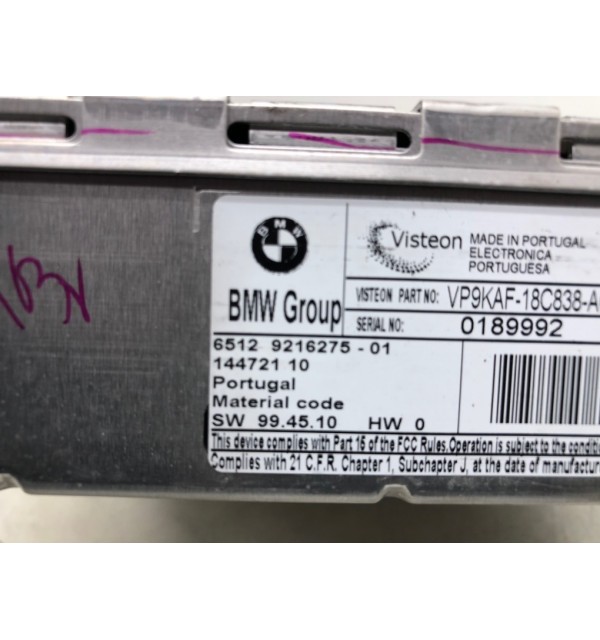 BMW
Visteon
MADE IN PORTUGAL
ELECTRONICA
PORTUGUESA
BMW Group
VISTEON PART NO: VP9KAF-18C838-A
SERIAL NO: 0189992
6512 9216275 - 01
144721 10
Portugal
Material code
SW 99.45.10 HW 0
This device complies with Part 15 of the FCC Rules.Operation is subject to the
Complies with 21 C.F.R. Chapter 1, Subchapter J, at the date of